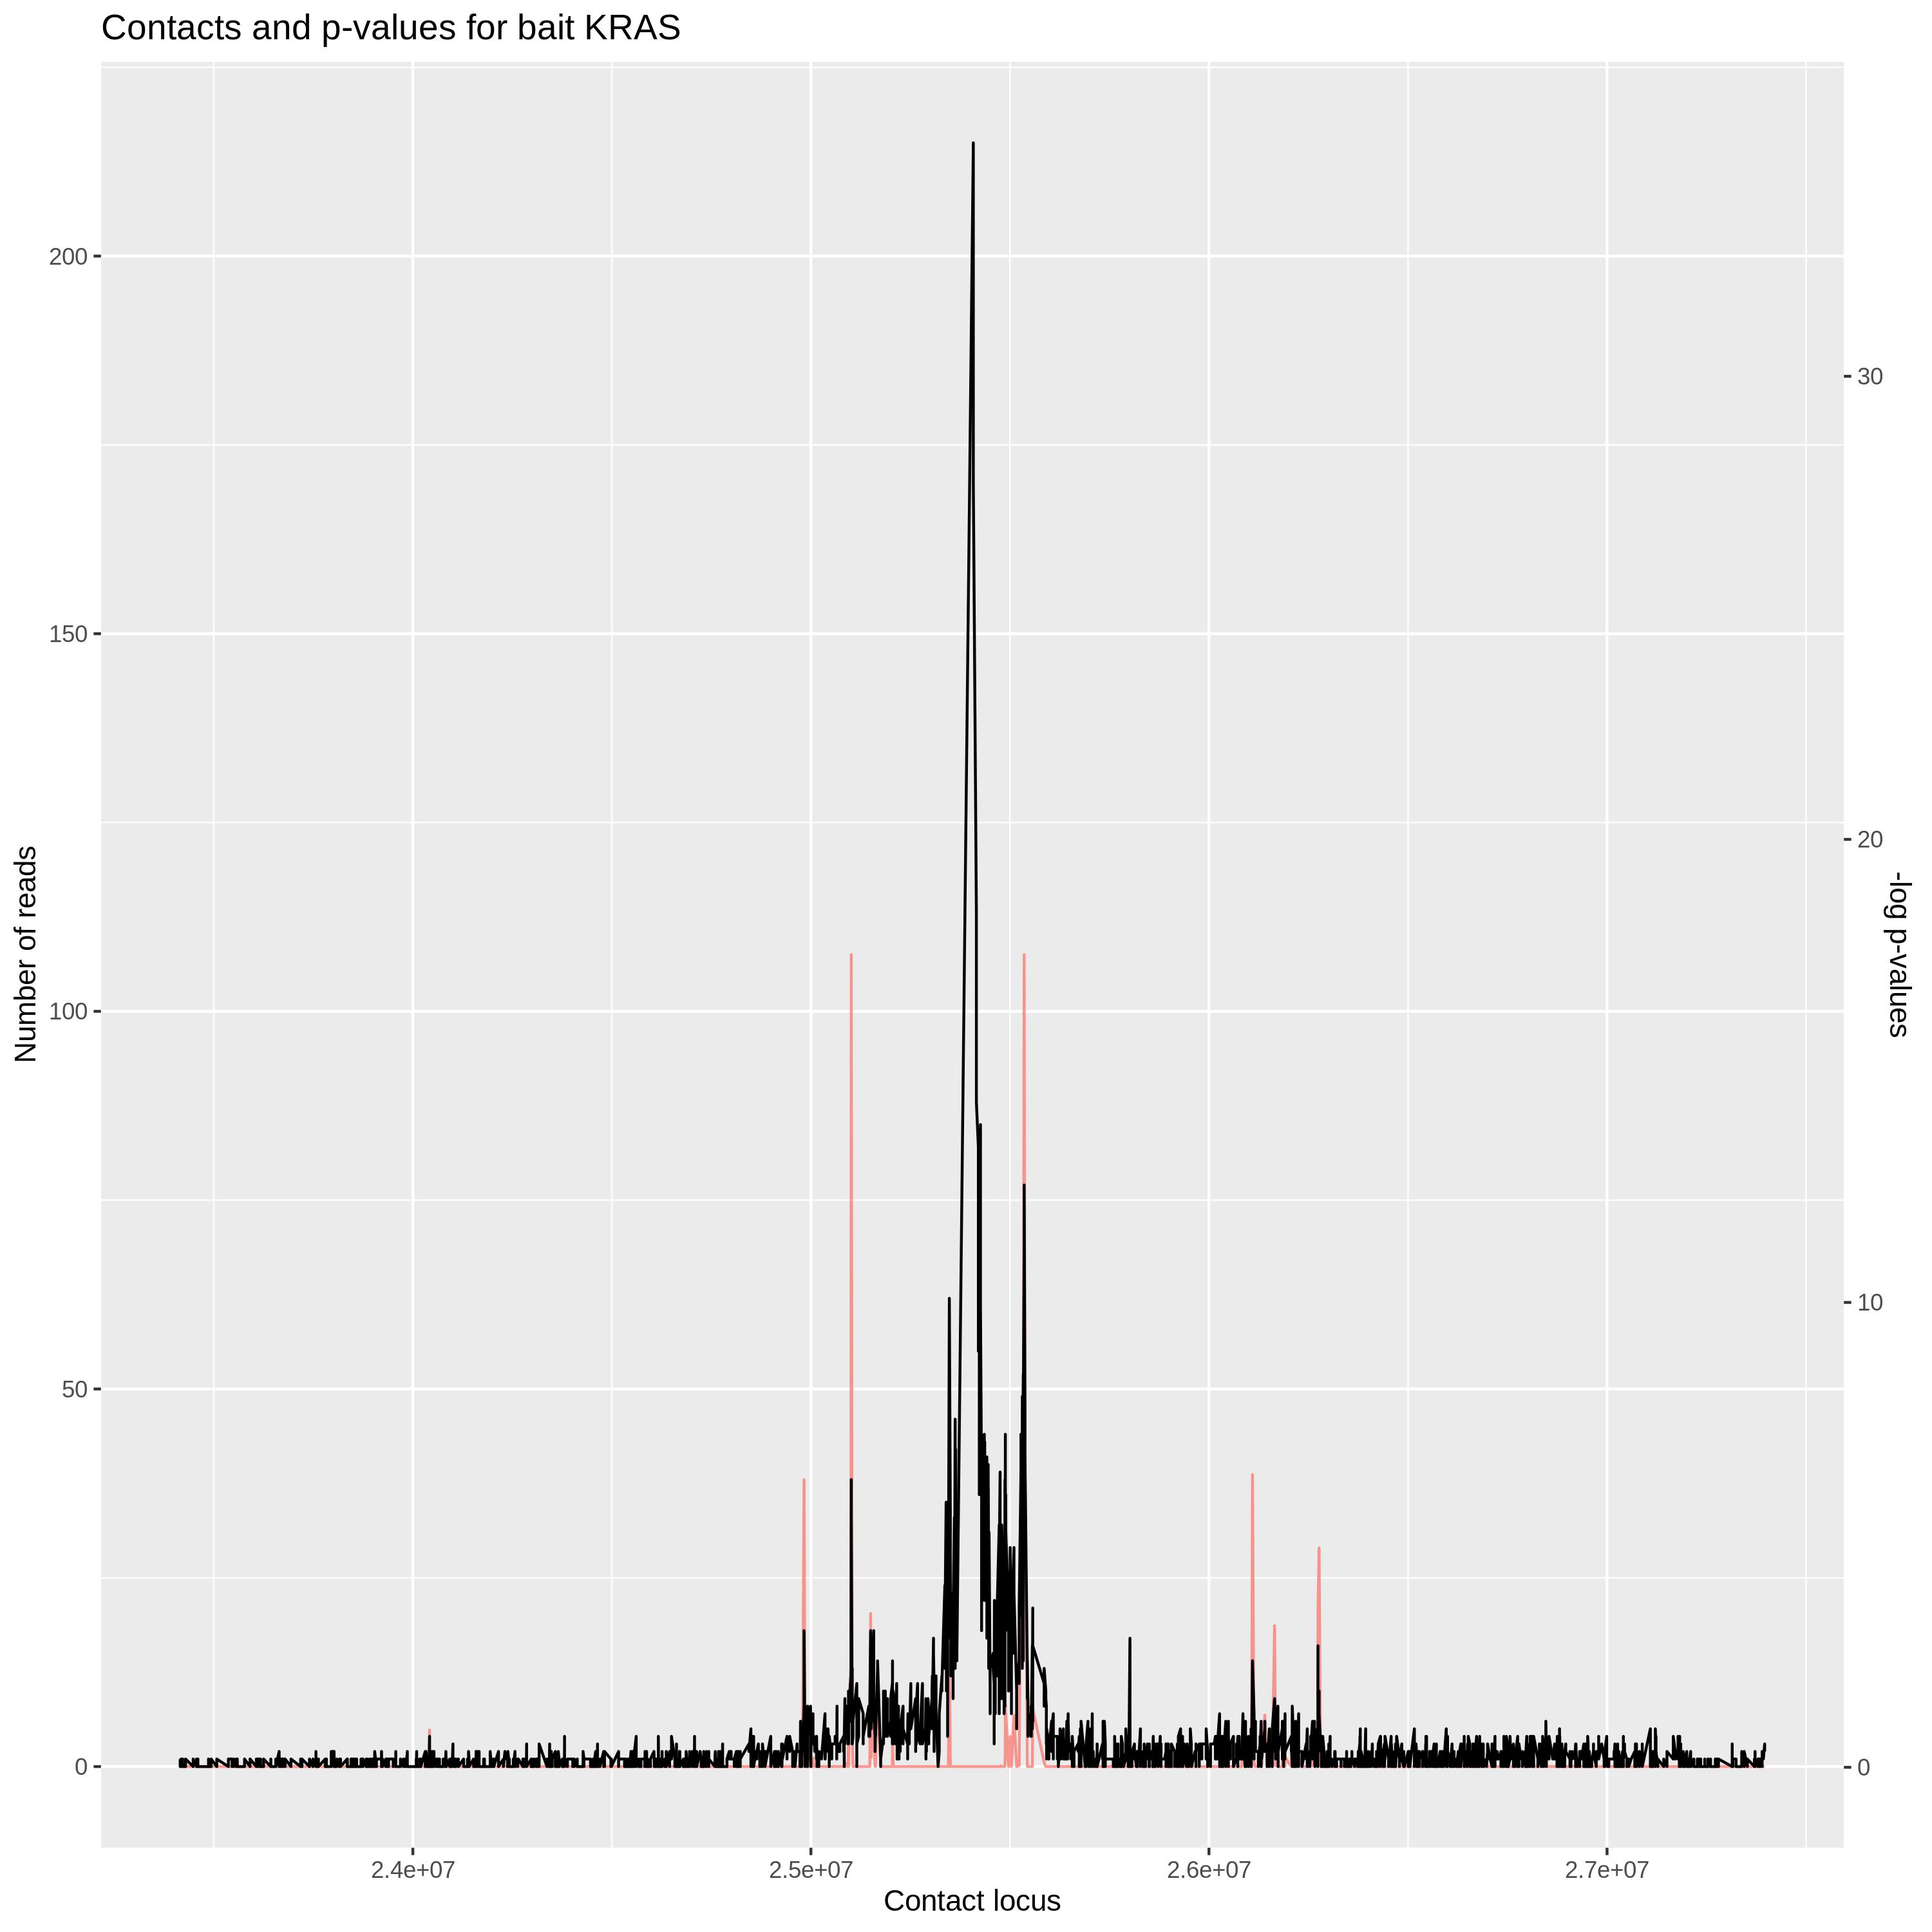 Contacts and p-values for bait KRAS
200
150
100
50
0
Number of reads
30
20
10
0
-log p-values
2.4e+07
2.5e+07
2.6e+07
2.7e+07
Contact locus